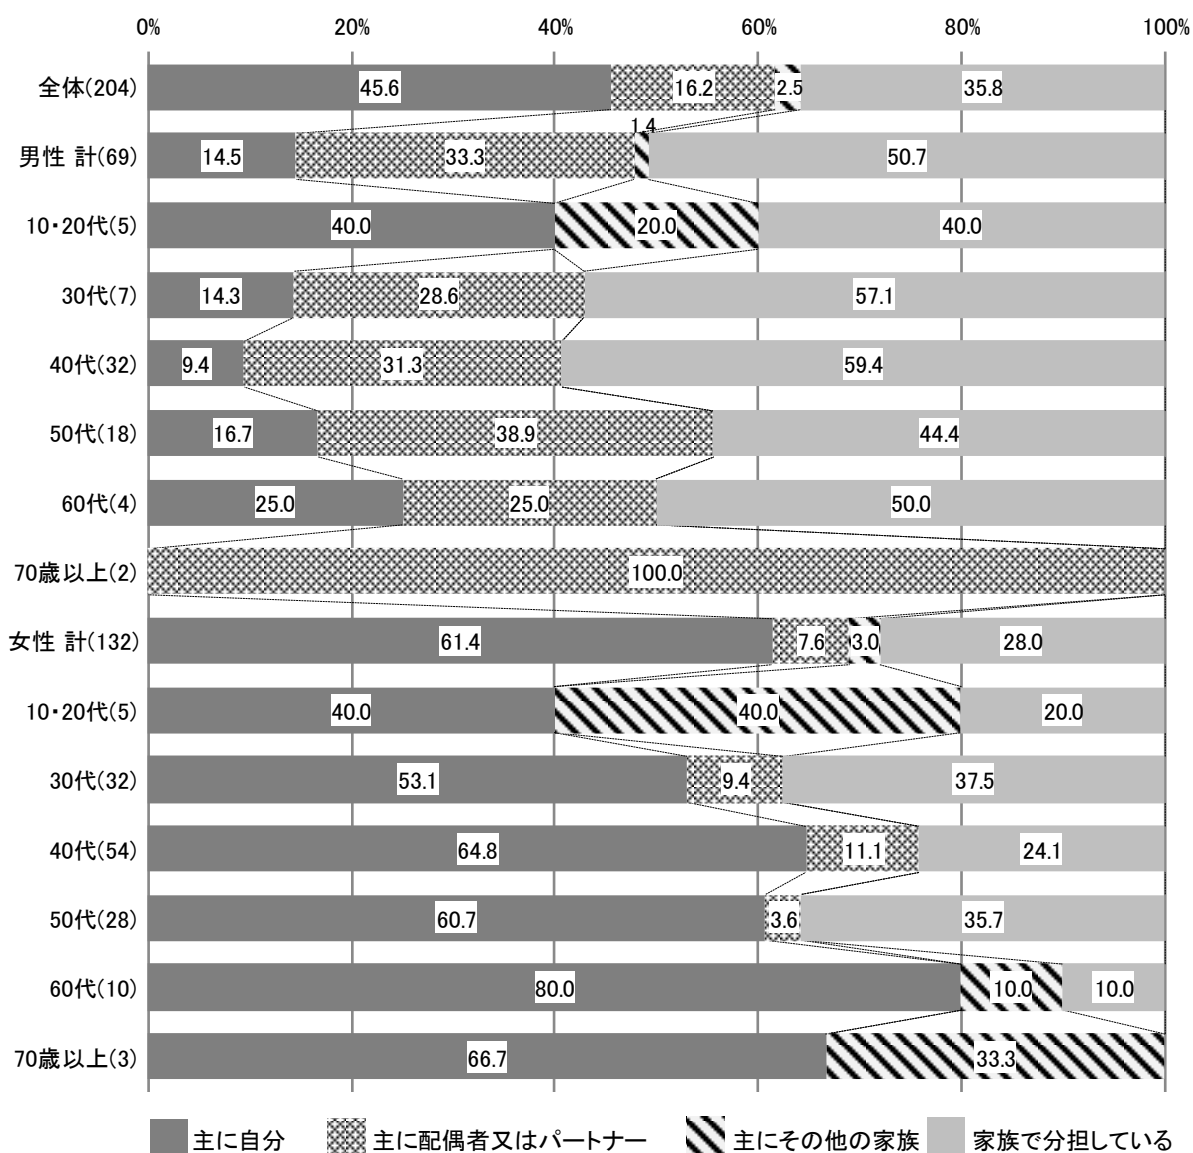 0% 20% 40% 60% 80% 100%
全体(204) 45.6 16.2 2.5 35.8
男性 計(69) 14.5 33.3 1.4 50.7
10・20代(5) 40.0 20.0 40.0
30代(7) 14.3 28.6 57.1
40代(32) 9.4 31.3 59.4
50代(18) 16.7 38.9 44.4
60代(4) 25.0 25.0 50.0
70歳以上(2) 100.0
女性 計(132) 61.4 7.6 3.0 28.0
10・20代(5) 40.0 40.0 20.0
30代(32) 53.1 9.4 37.5
40代(54) 64.8 11.1 24.1
50代(28) 60.7 3.6 35.7
60代(10) 80.0 10.0 10.0
70歳以上(3) 66.7 33.3
主に自分 主に配偶者又はパートナー 主にその他の家族 家族で分担している